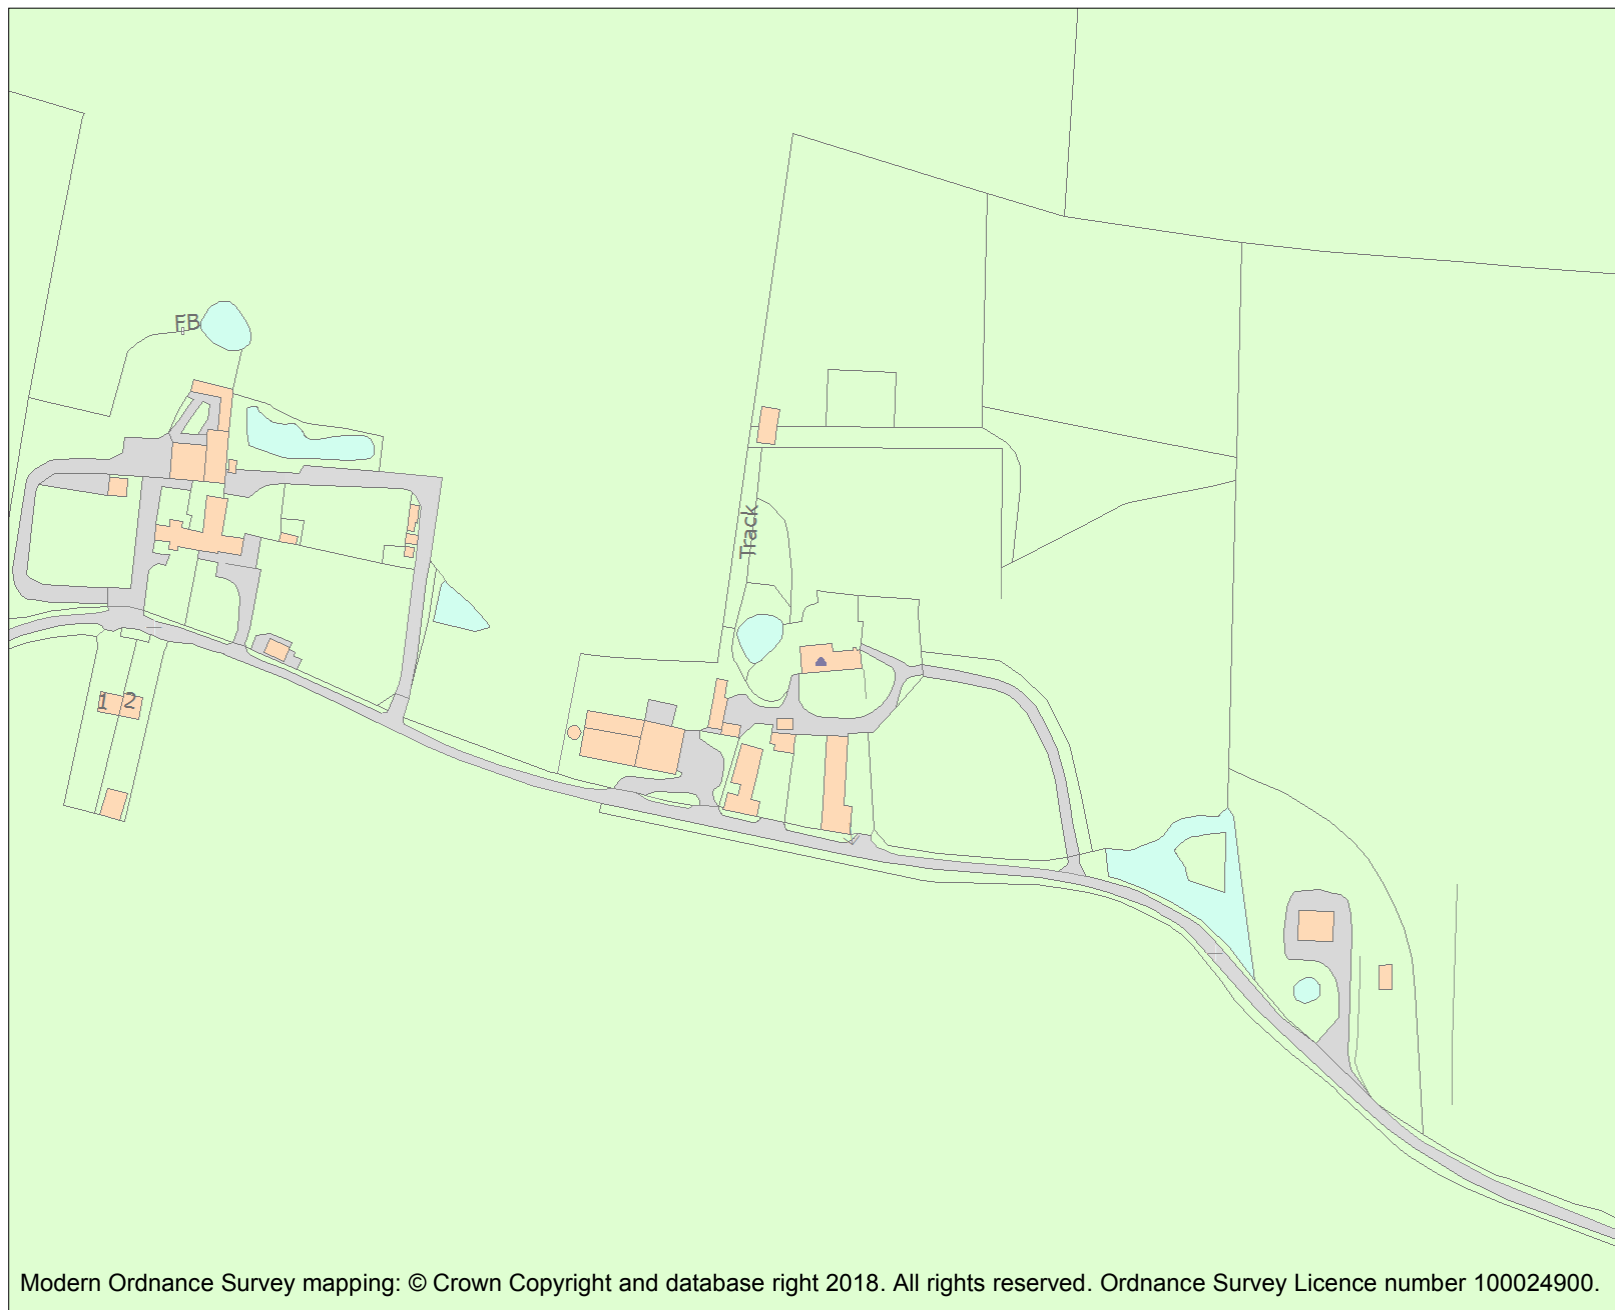 FB
Track
1 2
Modern Ordnance Survey mapping: © Crown Copyright and database right 2018. All rights reserved. Ordnance Survey Licence number 100024900.